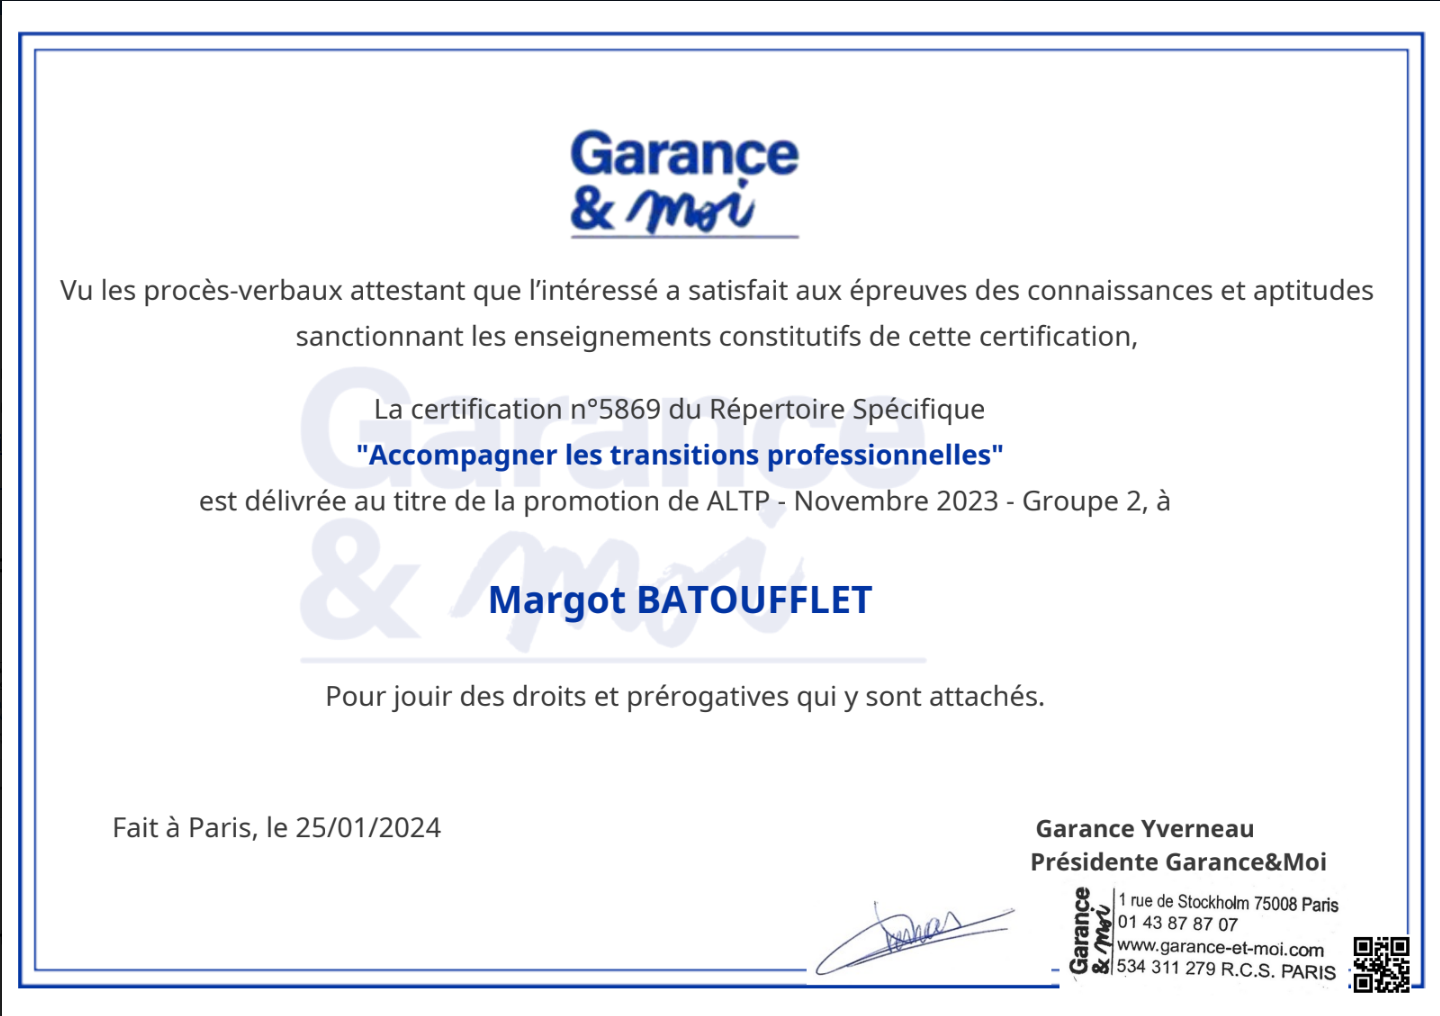 Garance
& moi
Vu les procès-verbaux attestant que l’intéressé a satisfait aux épreuves des connaissances et aptitudes
sanctionnant les enseignements constitutifs de cette certification,
La certification n°5869 du Répertoire Spécifique
"Accompagner les transitions professionnelles"
est délivrée au titre de la promotion de ALTP - Novembre 2023 - Groupe 2, à
Garance
& moi
Margot BATOUFFLET
Pour jouir des droits et prérogatives qui y sont attachés.
Fait à Paris, le 25/01/2024
Garance Yverneau
Présidente Garance&Moi
Garance
& moi
1 rue de Stockholm 75008 Paris
01 43 87 87 07
www.garance-et-moi.com
534 311 279 R.C.S. PARIS